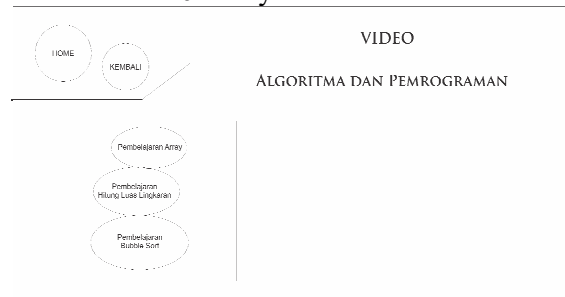 VIDEO
HOME
KEMBALI
ALGORITMA DAN PEMROGRAMAN
Pembelajaran Array
Pembelajaran
Hitung Luas Lingkaran
Pembelajaran
Bubble Sort